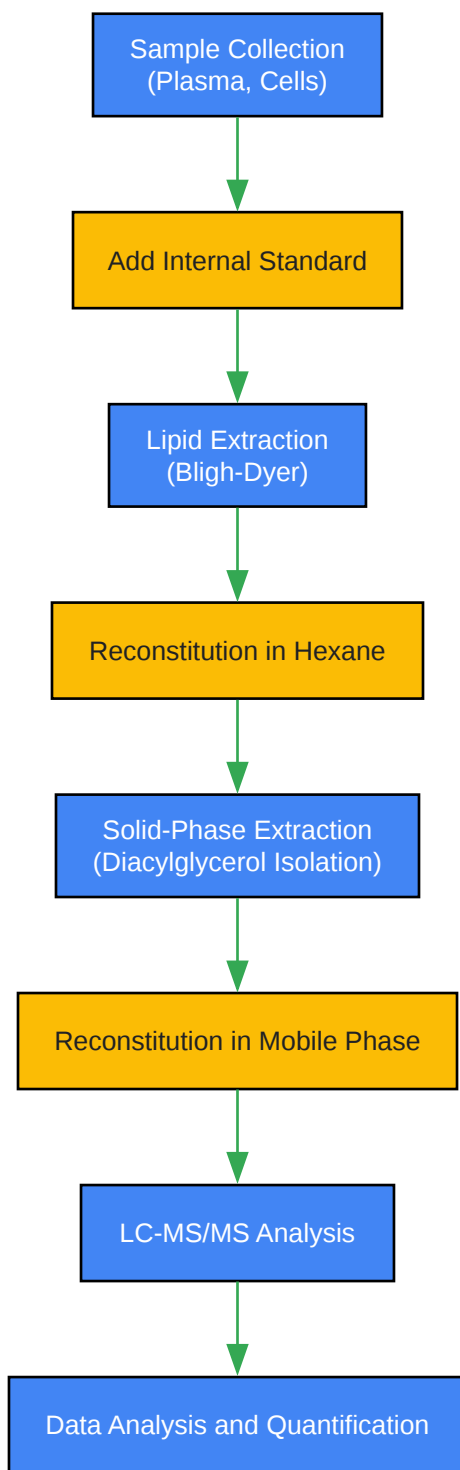 Sample Collection
(Plasma, Cells)
Add Internal Standard
Lipid Extraction
(Bligh-Dyer)
Reconstitution in Hexane
Solid-Phase Extraction
(Diacylglycerol Isolation)
Reconstitution in Mobile Phase
LC-MS/MS Analysis
Data Analysis and Quantification